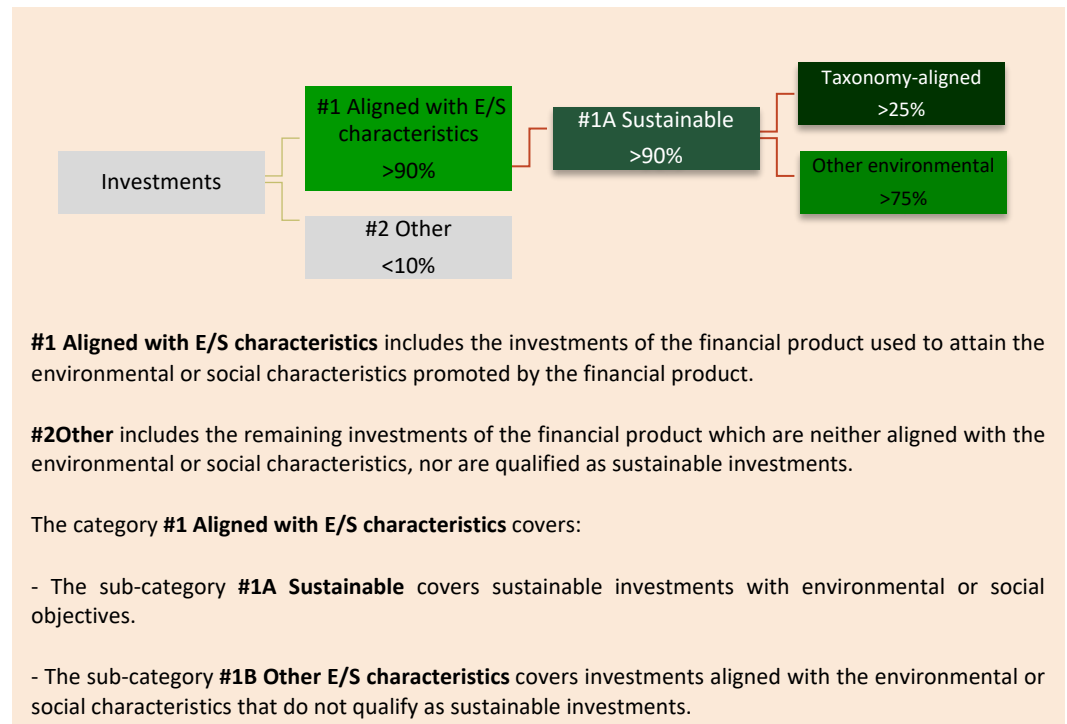 Taxonomy-aligned
>25%
#1 Aligned with E/S
characteristics
>90%
#1A Sustainable
>90%
Other environmental
>75%
Investments
#2 Other
<10%
#1 Aligned with E/S characteristics includes the investments of the financial product used to attain the
environmental or social characteristics promoted by the financial product.
#2Other includes the remaining investments of the financial product which are neither aligned with the
environmental or social characteristics, nor are qualified as sustainable investments.
The category #1 Aligned with E/S characteristics covers:
- The sub-category #1A Sustainable covers sustainable investments with environmental or social
objectives.
- The sub-category #1B Other E/S characteristics covers investments aligned with the environmental or
social characteristics that do not qualify as sustainable investments.